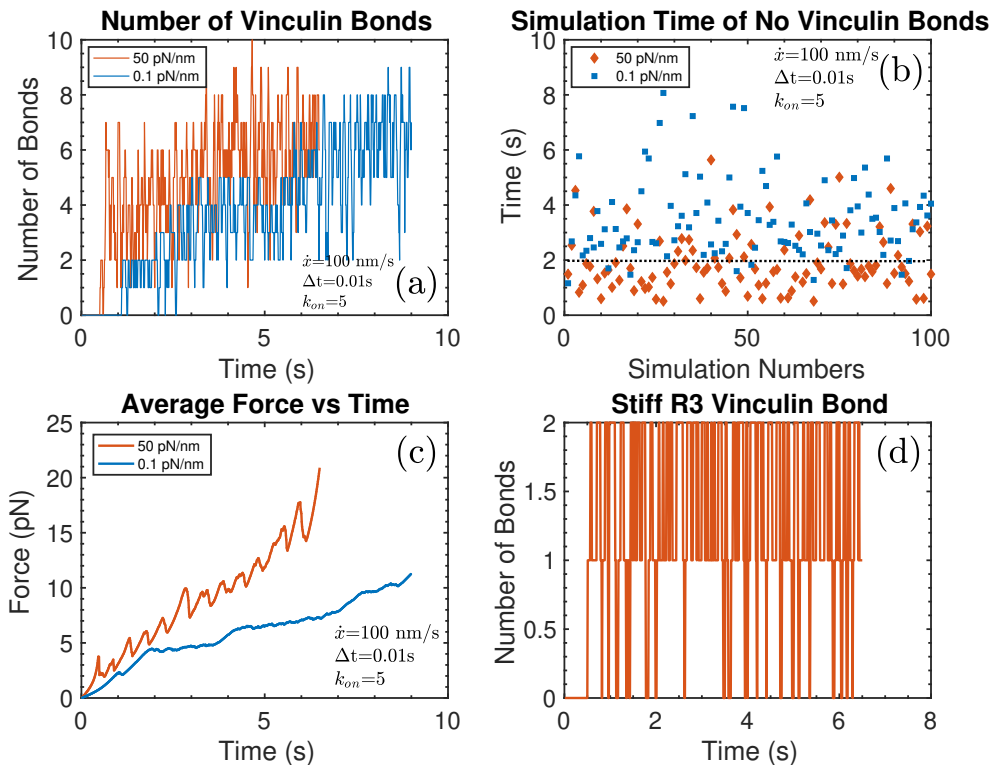 Number of Vinculin Bonds
Number of Bonds
10
8
6
4
2
0
50 pN/nm
0.1 pN/nm
ẋ=100 nm/s
Δt=0.01s
k_on=5
(a)
0 5 10
Time (s)
Simulation Time of No Vinculin Bonds
Time (s)
10
8
6
4
2
0
50 pN/nm
0.1 pN/nm
ẋ=100 nm/s
Δt=0.01s
k_on=5
(b)
0 50 100
Simulation Numbers
Average Force vs Time
Force (pN)
25
20
15
10
5
0
50 pN/nm
0.1 pN/nm
(c)
ẋ=100 nm/s
Δt=0.01s
k_on=5
0 5 10
Time (s)
Stiff R3 Vinculin Bond
Number of Bonds
2
1.5
1
0.5
0
(d)
0 2 4 6 8
Time (s)